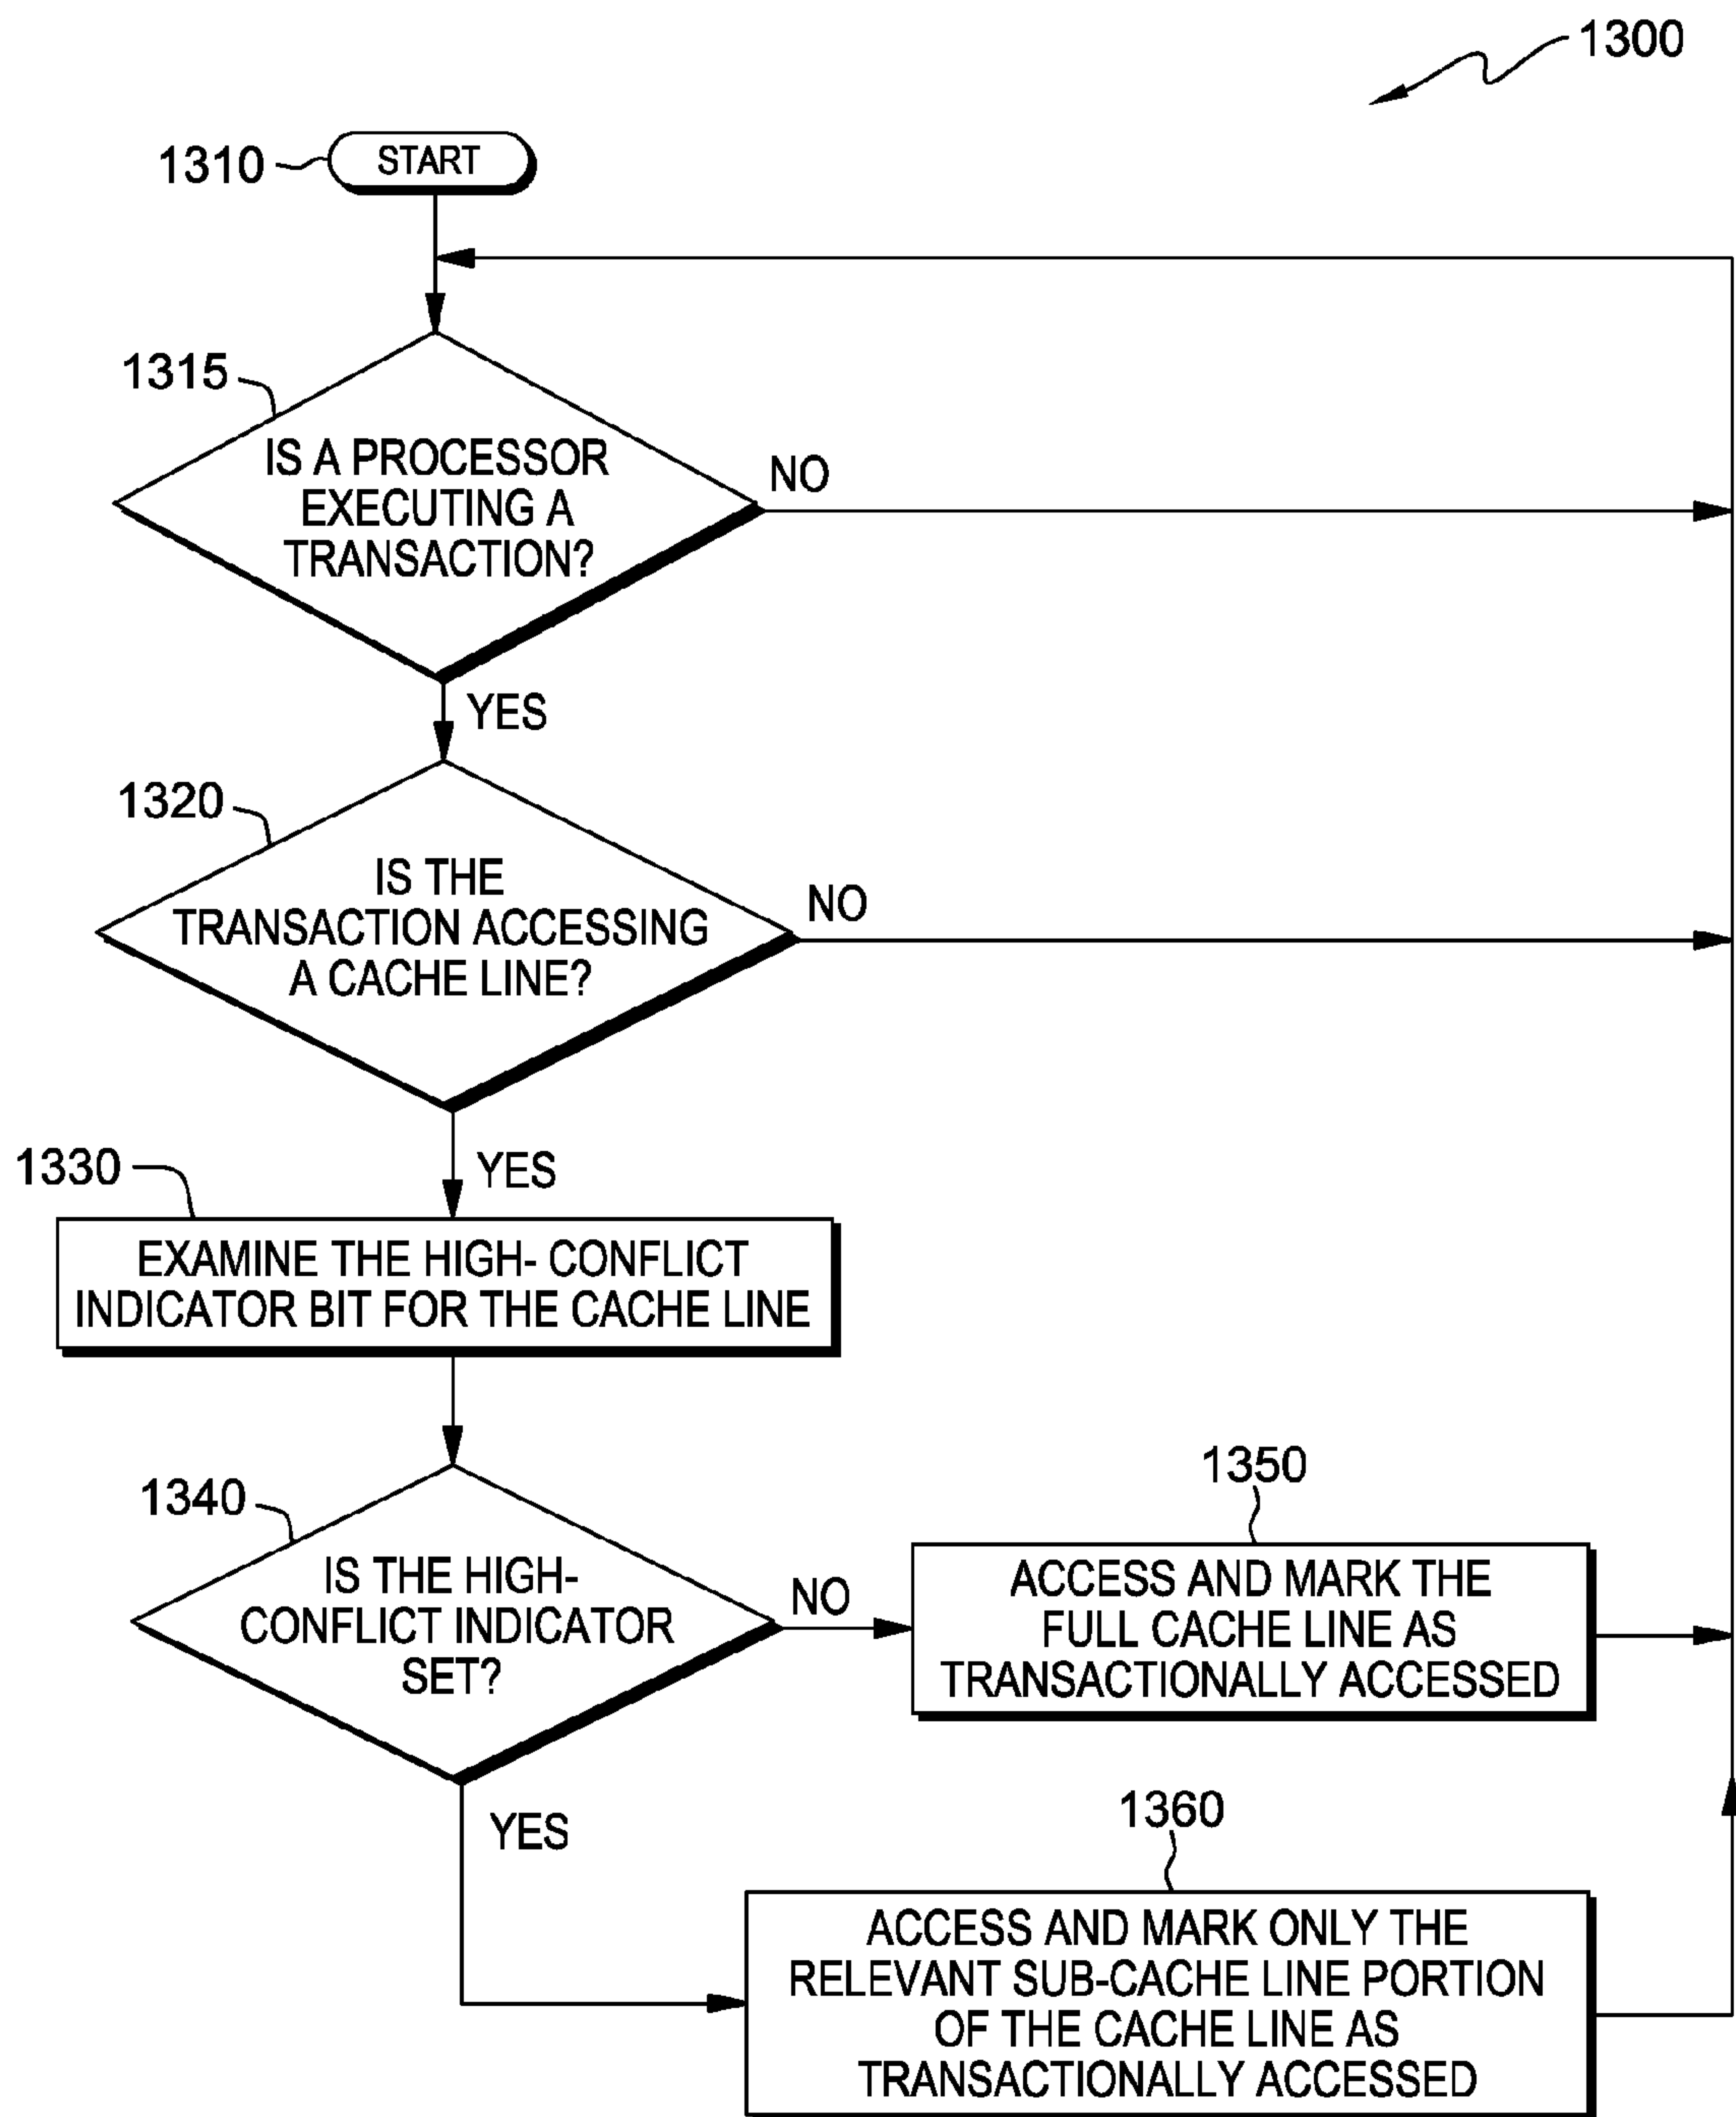 1300
1310
START
1315
IS A PROCESSOR
EXECUTING A
TRANSACTION?
NO
YES
1320
IS THE
TRANSACTION ACCESSING
A CACHE LINE?
NO
YES
1330
EXAMINE THE HIGH- CONFLICT
INDICATOR BIT FOR THE CACHE LINE
1340
IS THE HIGH-
CONFLICT INDICATOR
SET?
NO
1350
ACCESS AND MARK THE
FULL CACHE LINE AS
TRANSACTIONALLY ACCESSED
YES
1360
ACCESS AND MARK ONLY THE
RELEVANT SUB-CACHE LINE PORTION
OF THE CACHE LINE AS
TRANSACTIONALLY ACCESSED